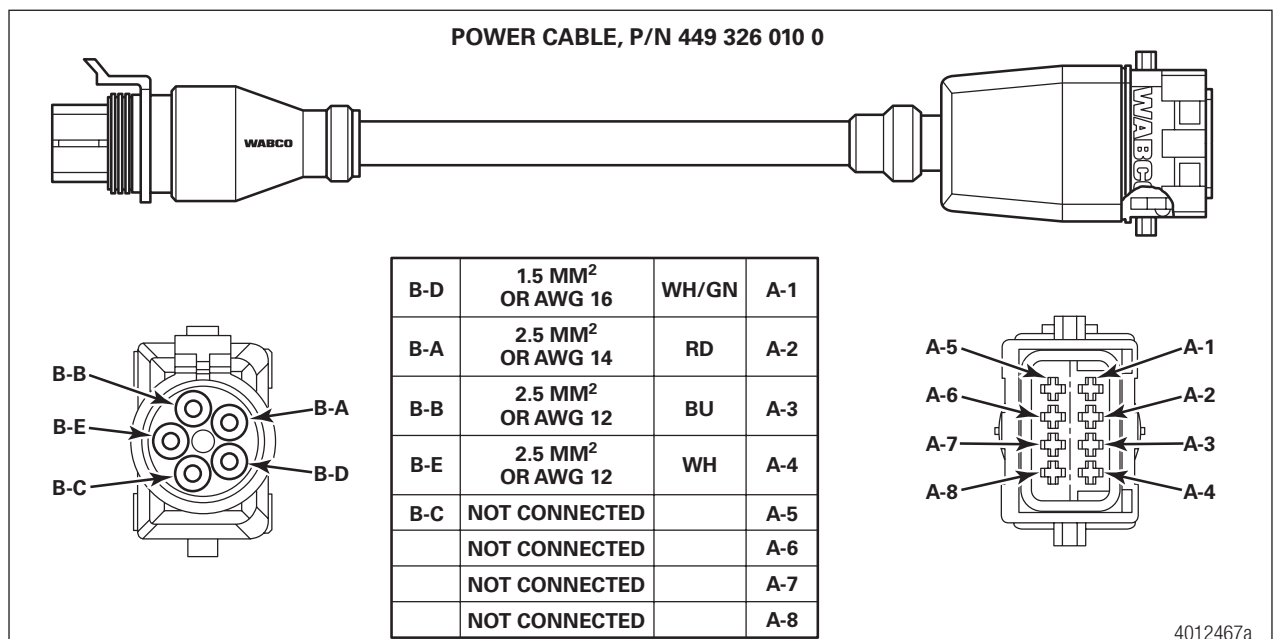 POWER CABLE, P/N 449 326 010 0
WABCO
WABCO
B-D 1.5 MM² OR AWG 16 WH/GN A-1
B-A 2.5 MM² OR AWG 14 RD A-2
B-B 2.5 MM² OR AWG 12 BU A-3
B-E 2.5 MM² OR AWG 12 WH A-4
B-C NOT CONNECTED A-5
NOT CONNECTED A-6
NOT CONNECTED A-7
NOT CONNECTED A-8
B-B
B-A
B-E
B-D
B-C
A-5
A-1
A-6
A-2
A-7
A-3
A-8
A-4
4012467a